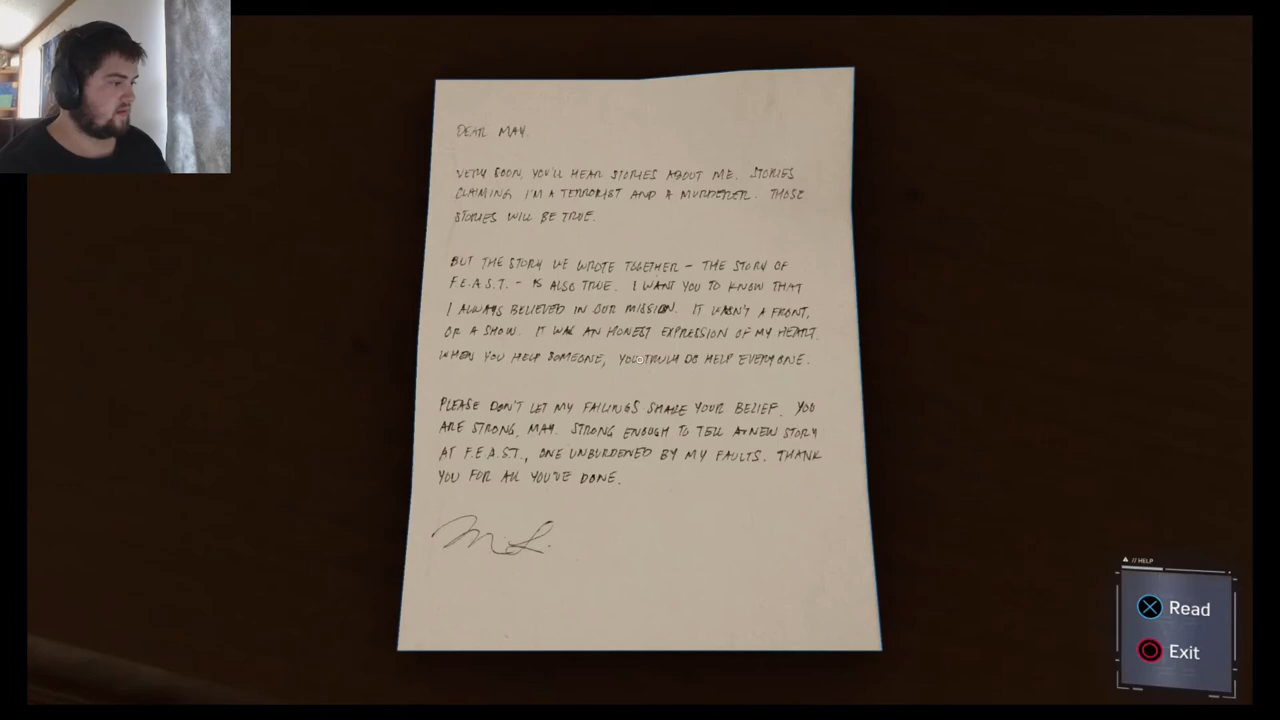 DEAR MAY.
VERY SOON, YOU'LL HEAR STORIES ABOUT ME. STORIES
CLAIMING I'M A TERRORIST AND A MURDERER. THOSE
STORIES WILL BE TRUE.
BUT THE STORY WE WROTE TOGETHER - THE STORY OF
F.E.A.S.T. - IS ALSO TRUE. I WANT YOU TO KNOW THAT
I ALWAYS BELIEVED IN OUR MISSION. IT WASN'T A FRONT,
OR A SHOW. IT WAS AN HONEST EXPRESSION OF MY HEART.
WHEN YOU HELP SOMEONE, YOU TRULY DO HELP EVERYONE.
PLEASE DON'T LET MY FAILINGS SHAKE YOUR BELIEF. YOU
ARE STRONG, MAY. STRONG ENOUGH TO TELL A NEW STORY
AT F.E.A.S.T., ONE UNBURDENED BY MY FAULTS. THANK
YOU FOR ALL YOU'VE DONE.
M L.
// HELP
Read
Exit